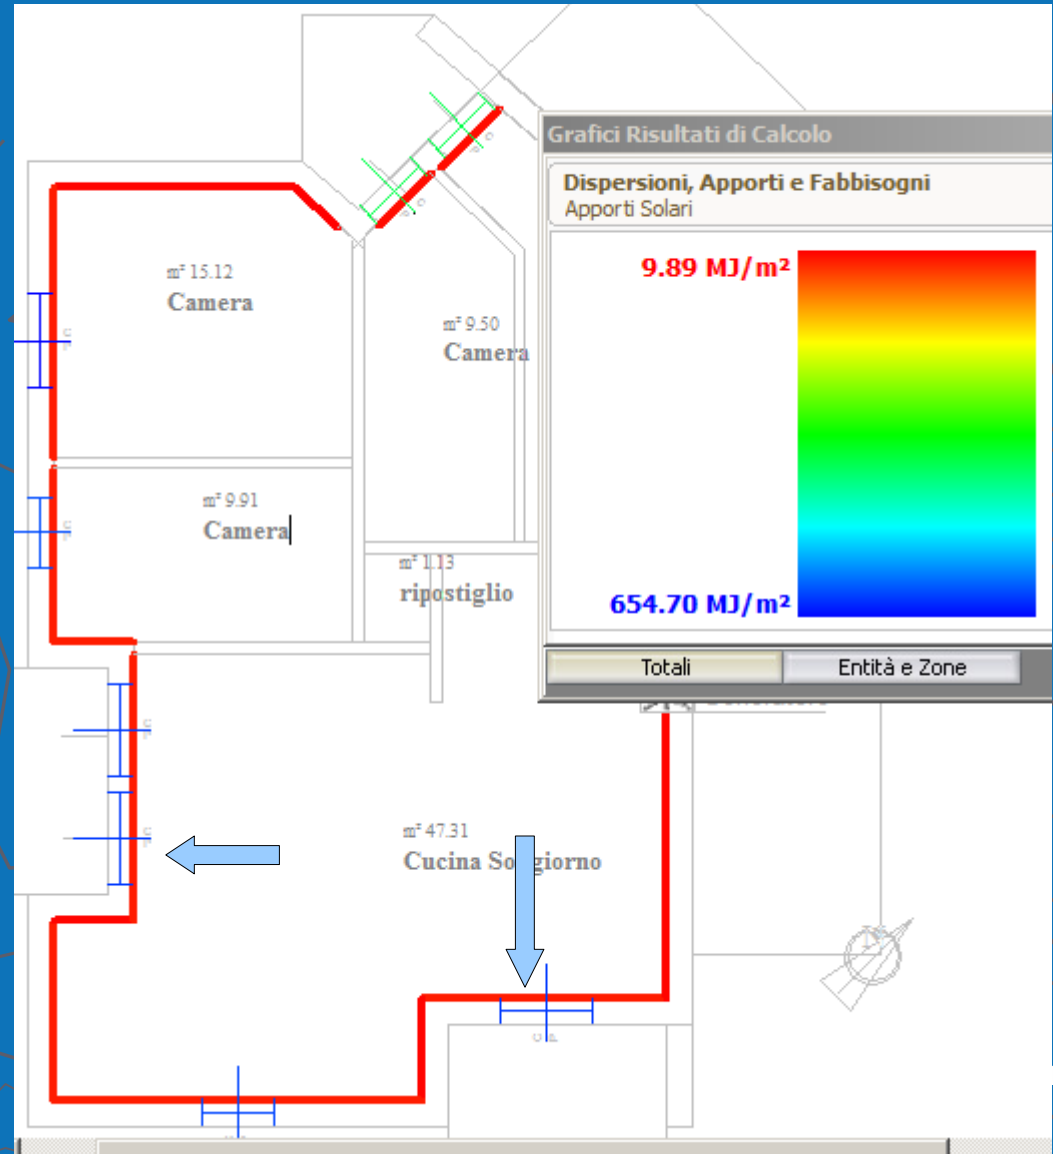 Grafici Risultati di Calcolo
Dispersioni, Apporti e Fabbisogni
Apporti Solari
9.89 MJ/m²
654.70 MJ/m²
Totali
Entità e Zone
m² 15.12
Camera
m² 9.50
Camera
m² 9.91
Camera
m² 1.13
ripostiglio
m² 47.31
Cucina Soggiorno